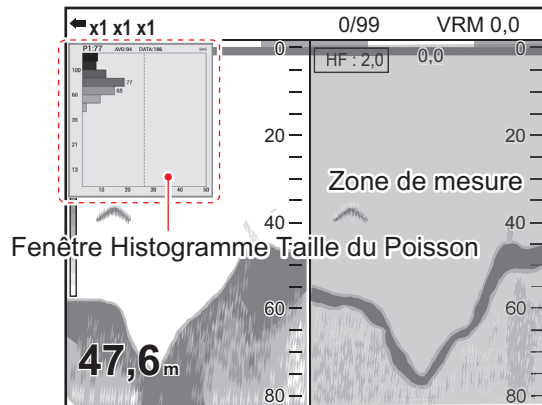 x1 x1 x1 0/99 VRM 0,0
P1:77 AVG:94 DATA:186 [cm]
100
77
65
60
35
21
13
10 20 30 40 50
0
20
40
60
80
HF : 2,0
0,0
0
20
Zone de mesure
40
Fenêtre Histogramme Taille du Poisson
60
80
47,6 m